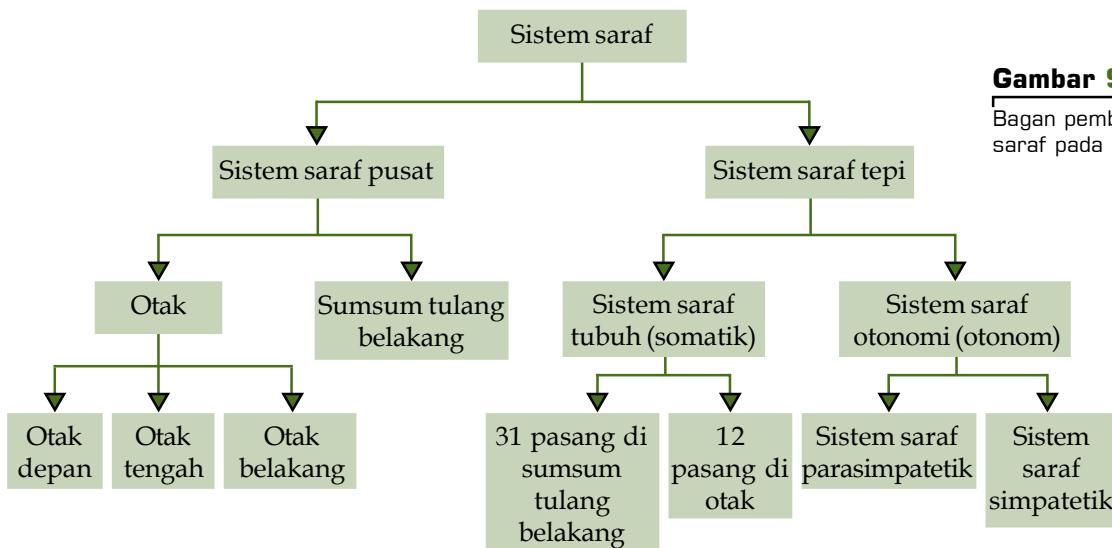 Sistem saraf
Gambar 9
Bagan pemb
saraf pada
Sistem saraf pusat
Sistem saraf tepi
Otak
Sumsum tulang
belakang
Sistem saraf
tubuh (somatik)
Sistem saraf
otonomi (otonom)
Otak
depan
Otak
tengah
Otak
belakang
31 pasang di
sumsum
tulang
belakang
12
pasang di
otak
Sistem saraf
parasimpatetik
Sistem
saraf
simpatetik